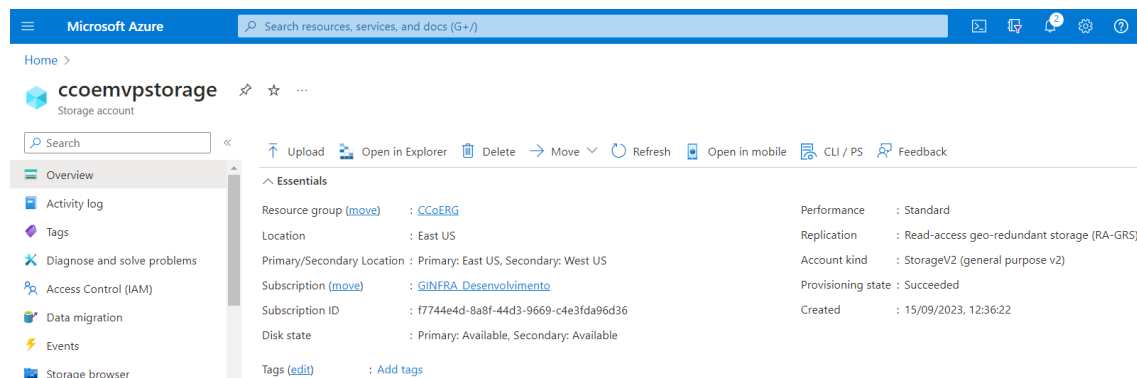 Microsoft Azure
Search resources, services, and docs (G+/)
2
Home >
ccoemvpstorage
Storage account
Search
Overview
Activity log
Tags
Diagnose and solve problems
Access Control (IAM)
Data migration
Events
Storage browser
Upload Open in Explorer Delete Move Refresh Open in mobile CLI / PS Feedback
Essentials
Resource group (move) : CCoERG
Location : East US
Primary/Secondary Location : Primary: East US, Secondary: West US
Subscription (move) : GINFRA_Desenvolvimento
Subscription ID : f7744e4d-8a8f-44d3-9669-c4e3fda96d36
Disk state : Primary: Available, Secondary: Available
Tags (edit) : Add tags
Performance : Standard
Replication : Read-access geo-redundant storage (RA-GRS)
Account kind : StorageV2 (general purpose v2)
Provisioning state : Succeeded
Created : 15/09/2023, 12:36:22